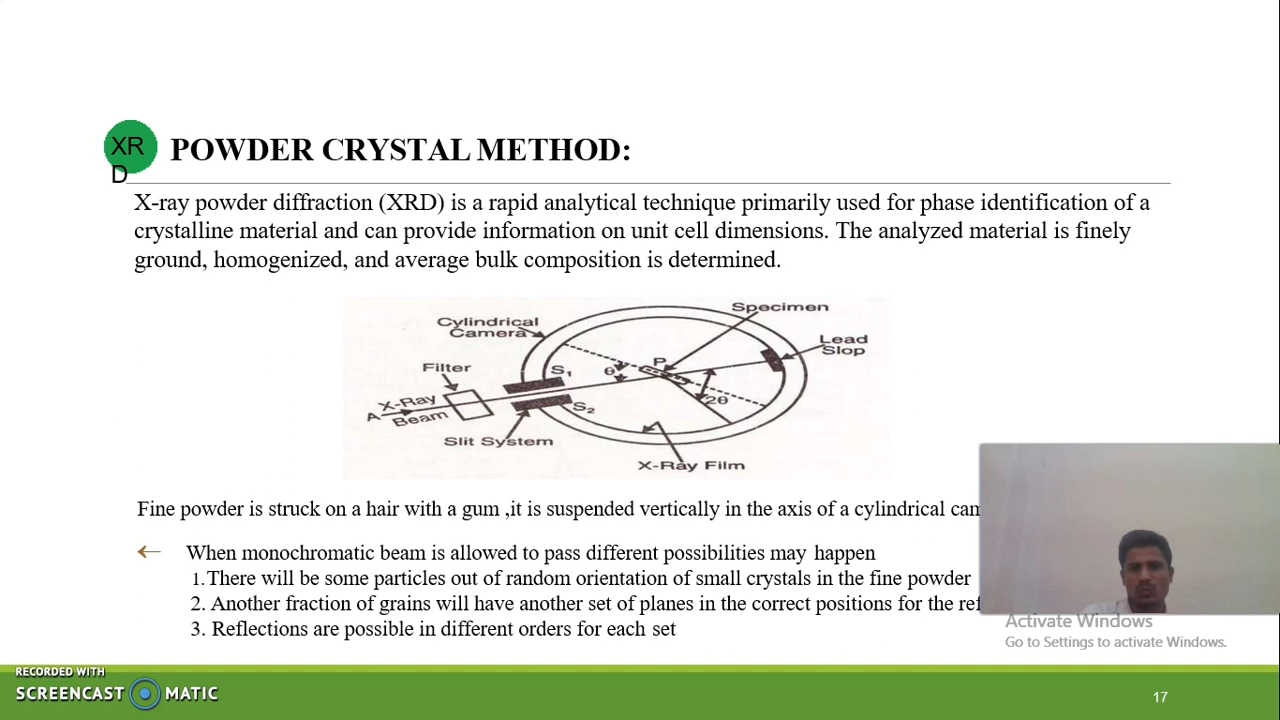 XR
D
POWDER CRYSTAL METHOD:
X-ray powder diffraction (XRD) is a rapid analytical technique primarily used for phase identification of a
crystalline material and can provide information on unit cell dimensions. The analyzed material is finely
ground, homogenized, and average bulk composition is determined.
Specimen
Cylindrical
Camera
Lead
Slop
Filter
P
S1
θ
X-Ray
A
Beam
2θ
S2
Slit System
X-Ray Film
Fine powder is struck on a hair with a gum ,it is suspended vertically in the axis of a cylindrical
← When monochromatic beam is allowed to pass different possibilities may happen
1.There will be some particles out of random orientation of small crystals in the fine powder
2. Another fraction of grains will have another set of planes in the correct positions for the
3. Reflections are possible in different orders for each set
Activate Windows
Go to Settings to activate Windows.
RECORDED WITH
SCREENCAST MATIC
17